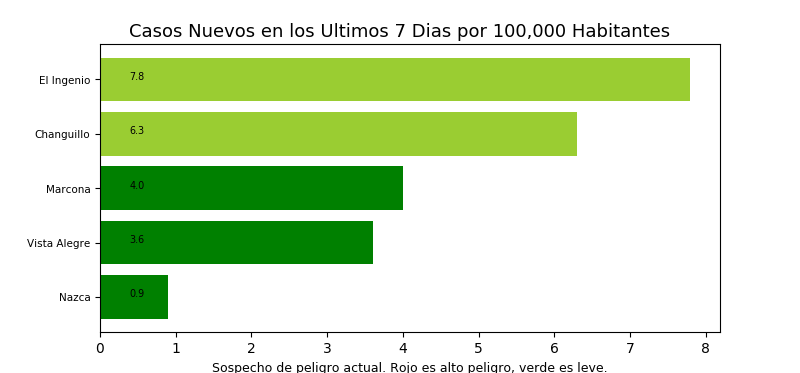 Casos Nuevos en los Ultimos 7 Dias por 100,000 Habitantes
El Ingenio 7.8
Changuillo 6.3
Marcona 4.0
Vista Alegre 3.6
Nazca 0.9
0 1 2 3 4 5 6 7 8
Sospecho de peligro actual. Rojo es alto peligro, verde es leve.